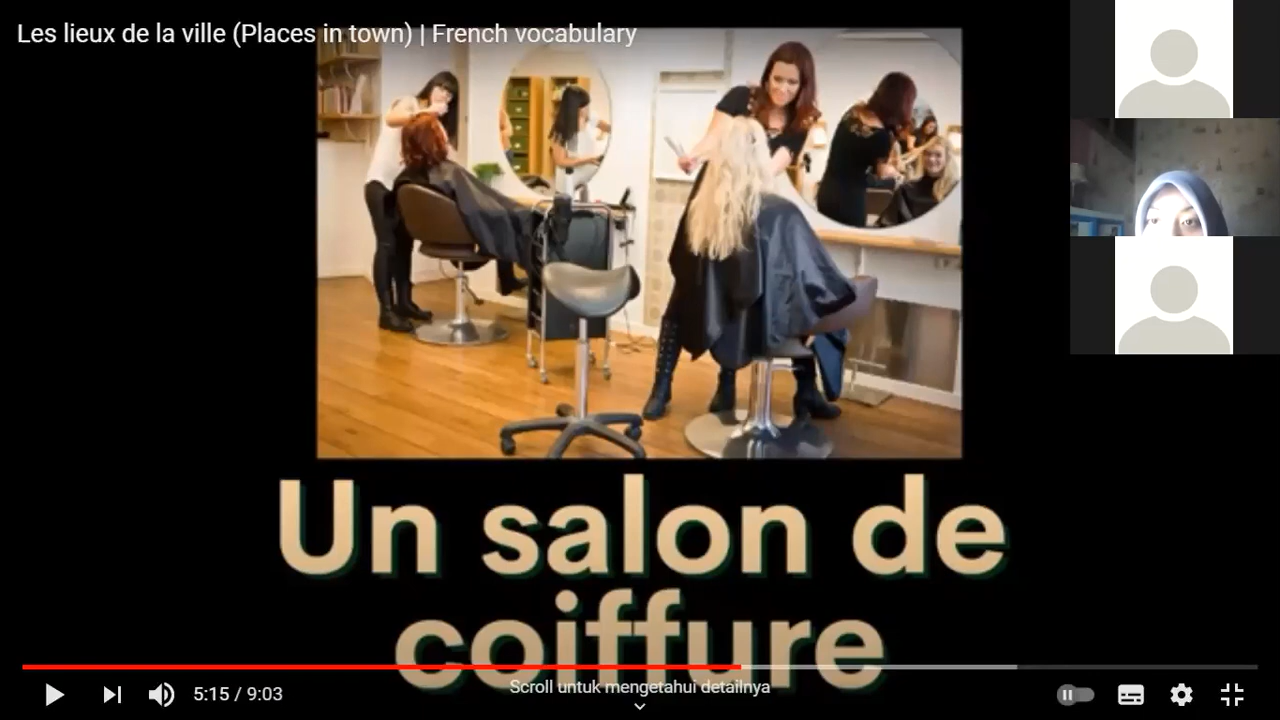 Les lieux de la ville (Places in town) | French vocabulary
Un salon de
coiffure
Scroll untuk mengetahui detailnya
5:15 / 9:03